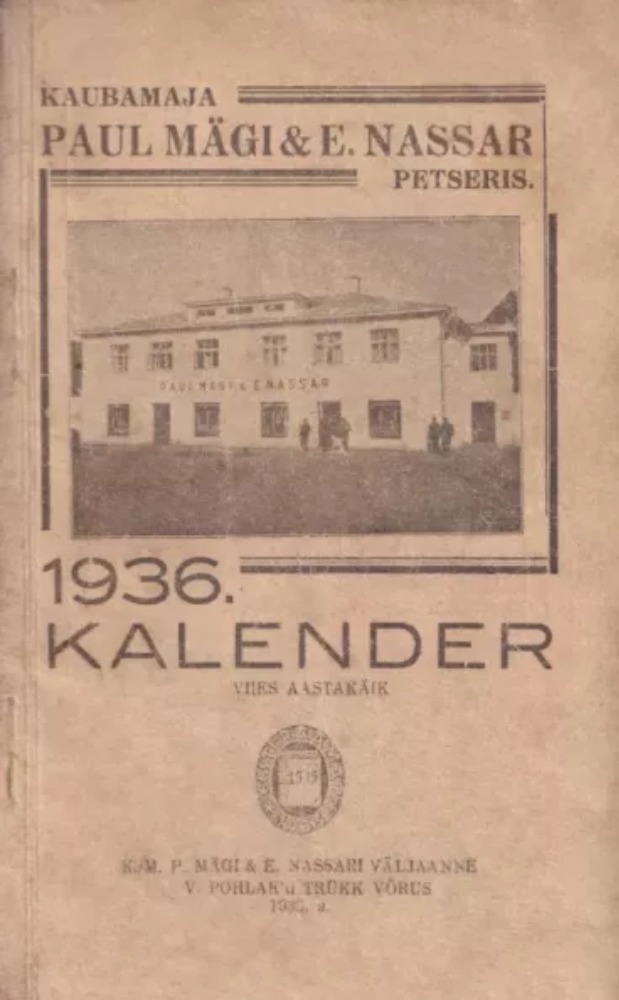 KAUBAMAJA
PAUL MÄGI & E. NASSAR
PETSERIS.
PAUL MÄGI & E. NASSAR
1936.
KALENDER
VIIES AASTAKÄIK
K./M. P. MÄGI & E. NASSARI VÄLJAANNE
V. POHLAK'u TRÜKK VÕRUS